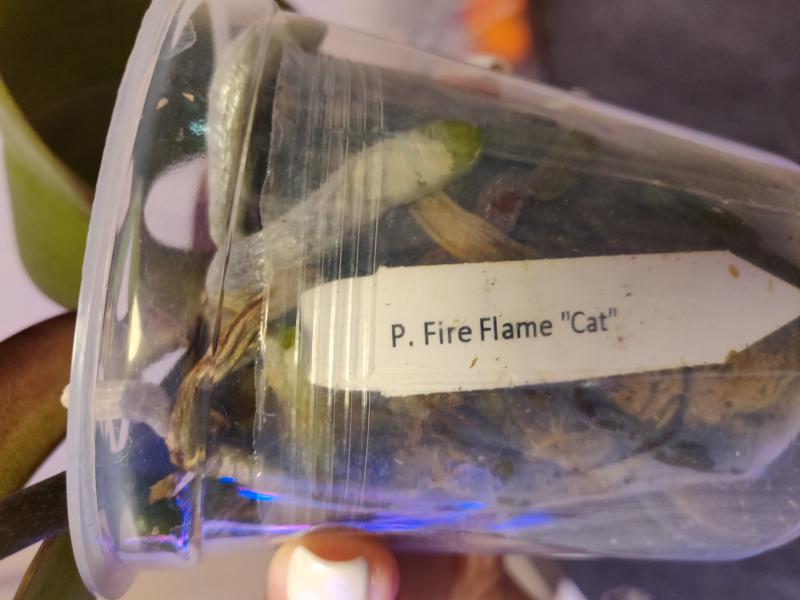 P. Fire Flame "Cat"